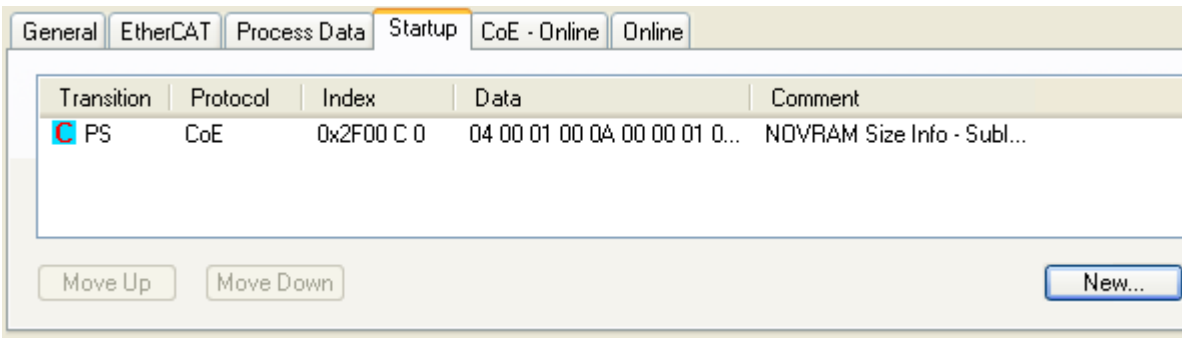 General EtherCAT Process Data Startup CoE - Online Online
Transition Protocol Index Data Comment
C PS CoE 0x2F00 C 0 04 00 01 00 0A 00 00 01 0... NOVRAM Size Info - Subl...
Move Up Move Down New...